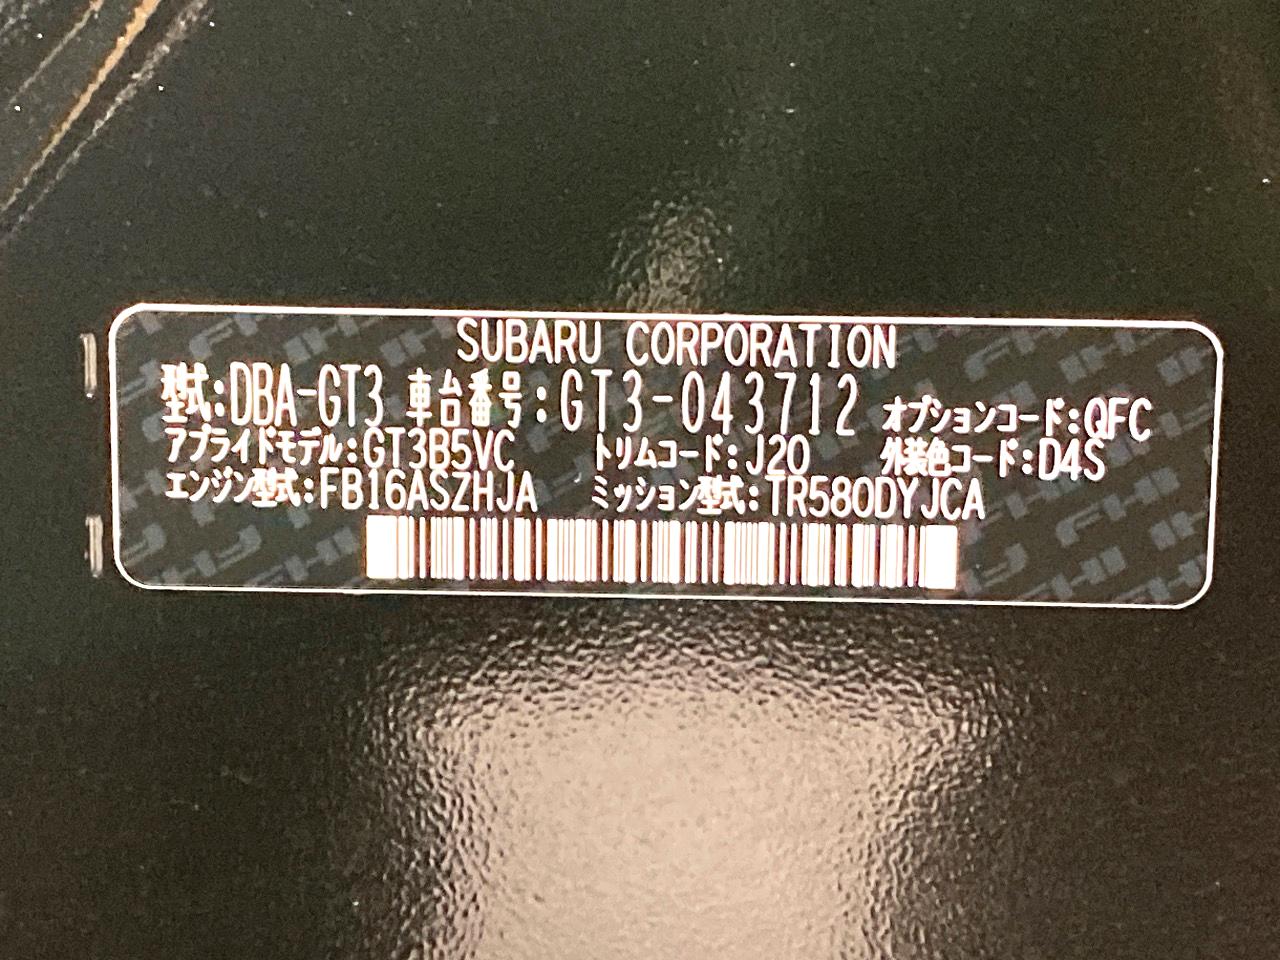 SUBARU CORPORATION
型式:DBA-GT3 車台番号:GT3-043712 オプションコード:QFC
アプライドモデル:GT3B5VC トリムコード:J20 外装色コード:D4S
エンジン型式:FB16ASZHJA ミッション型式:TR580DYJCA